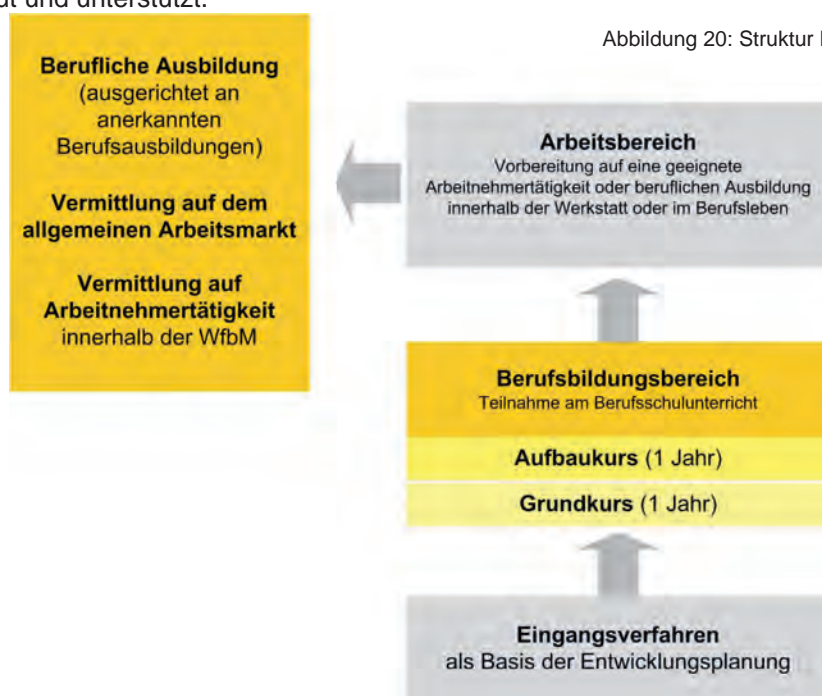 und unterstützt.
Abbildung 20: Struktur
Berufliche Ausbildung
(ausgerichtet an
anerkannten
Berufsausbildungen)
Vermittlung auf dem
allgemeinen Arbeitsmarkt
Vermittlung auf
Arbeitnehmertätigkeit
innerhalb der WfbM
Arbeitsbereich
Vorbereitung auf eine geeignete
Arbeitnehmertätigkeit oder beruflichen Ausbildung
innerhalb der Werkstatt oder im Berufsleben
Berufsbildungsbereich
Teilnahme am Berufsschulunterricht
Aufbaukurs (1 Jahr)
Grundkurs (1 Jahr)
Eingangsverfahren
als Basis der Entwicklungsplanung